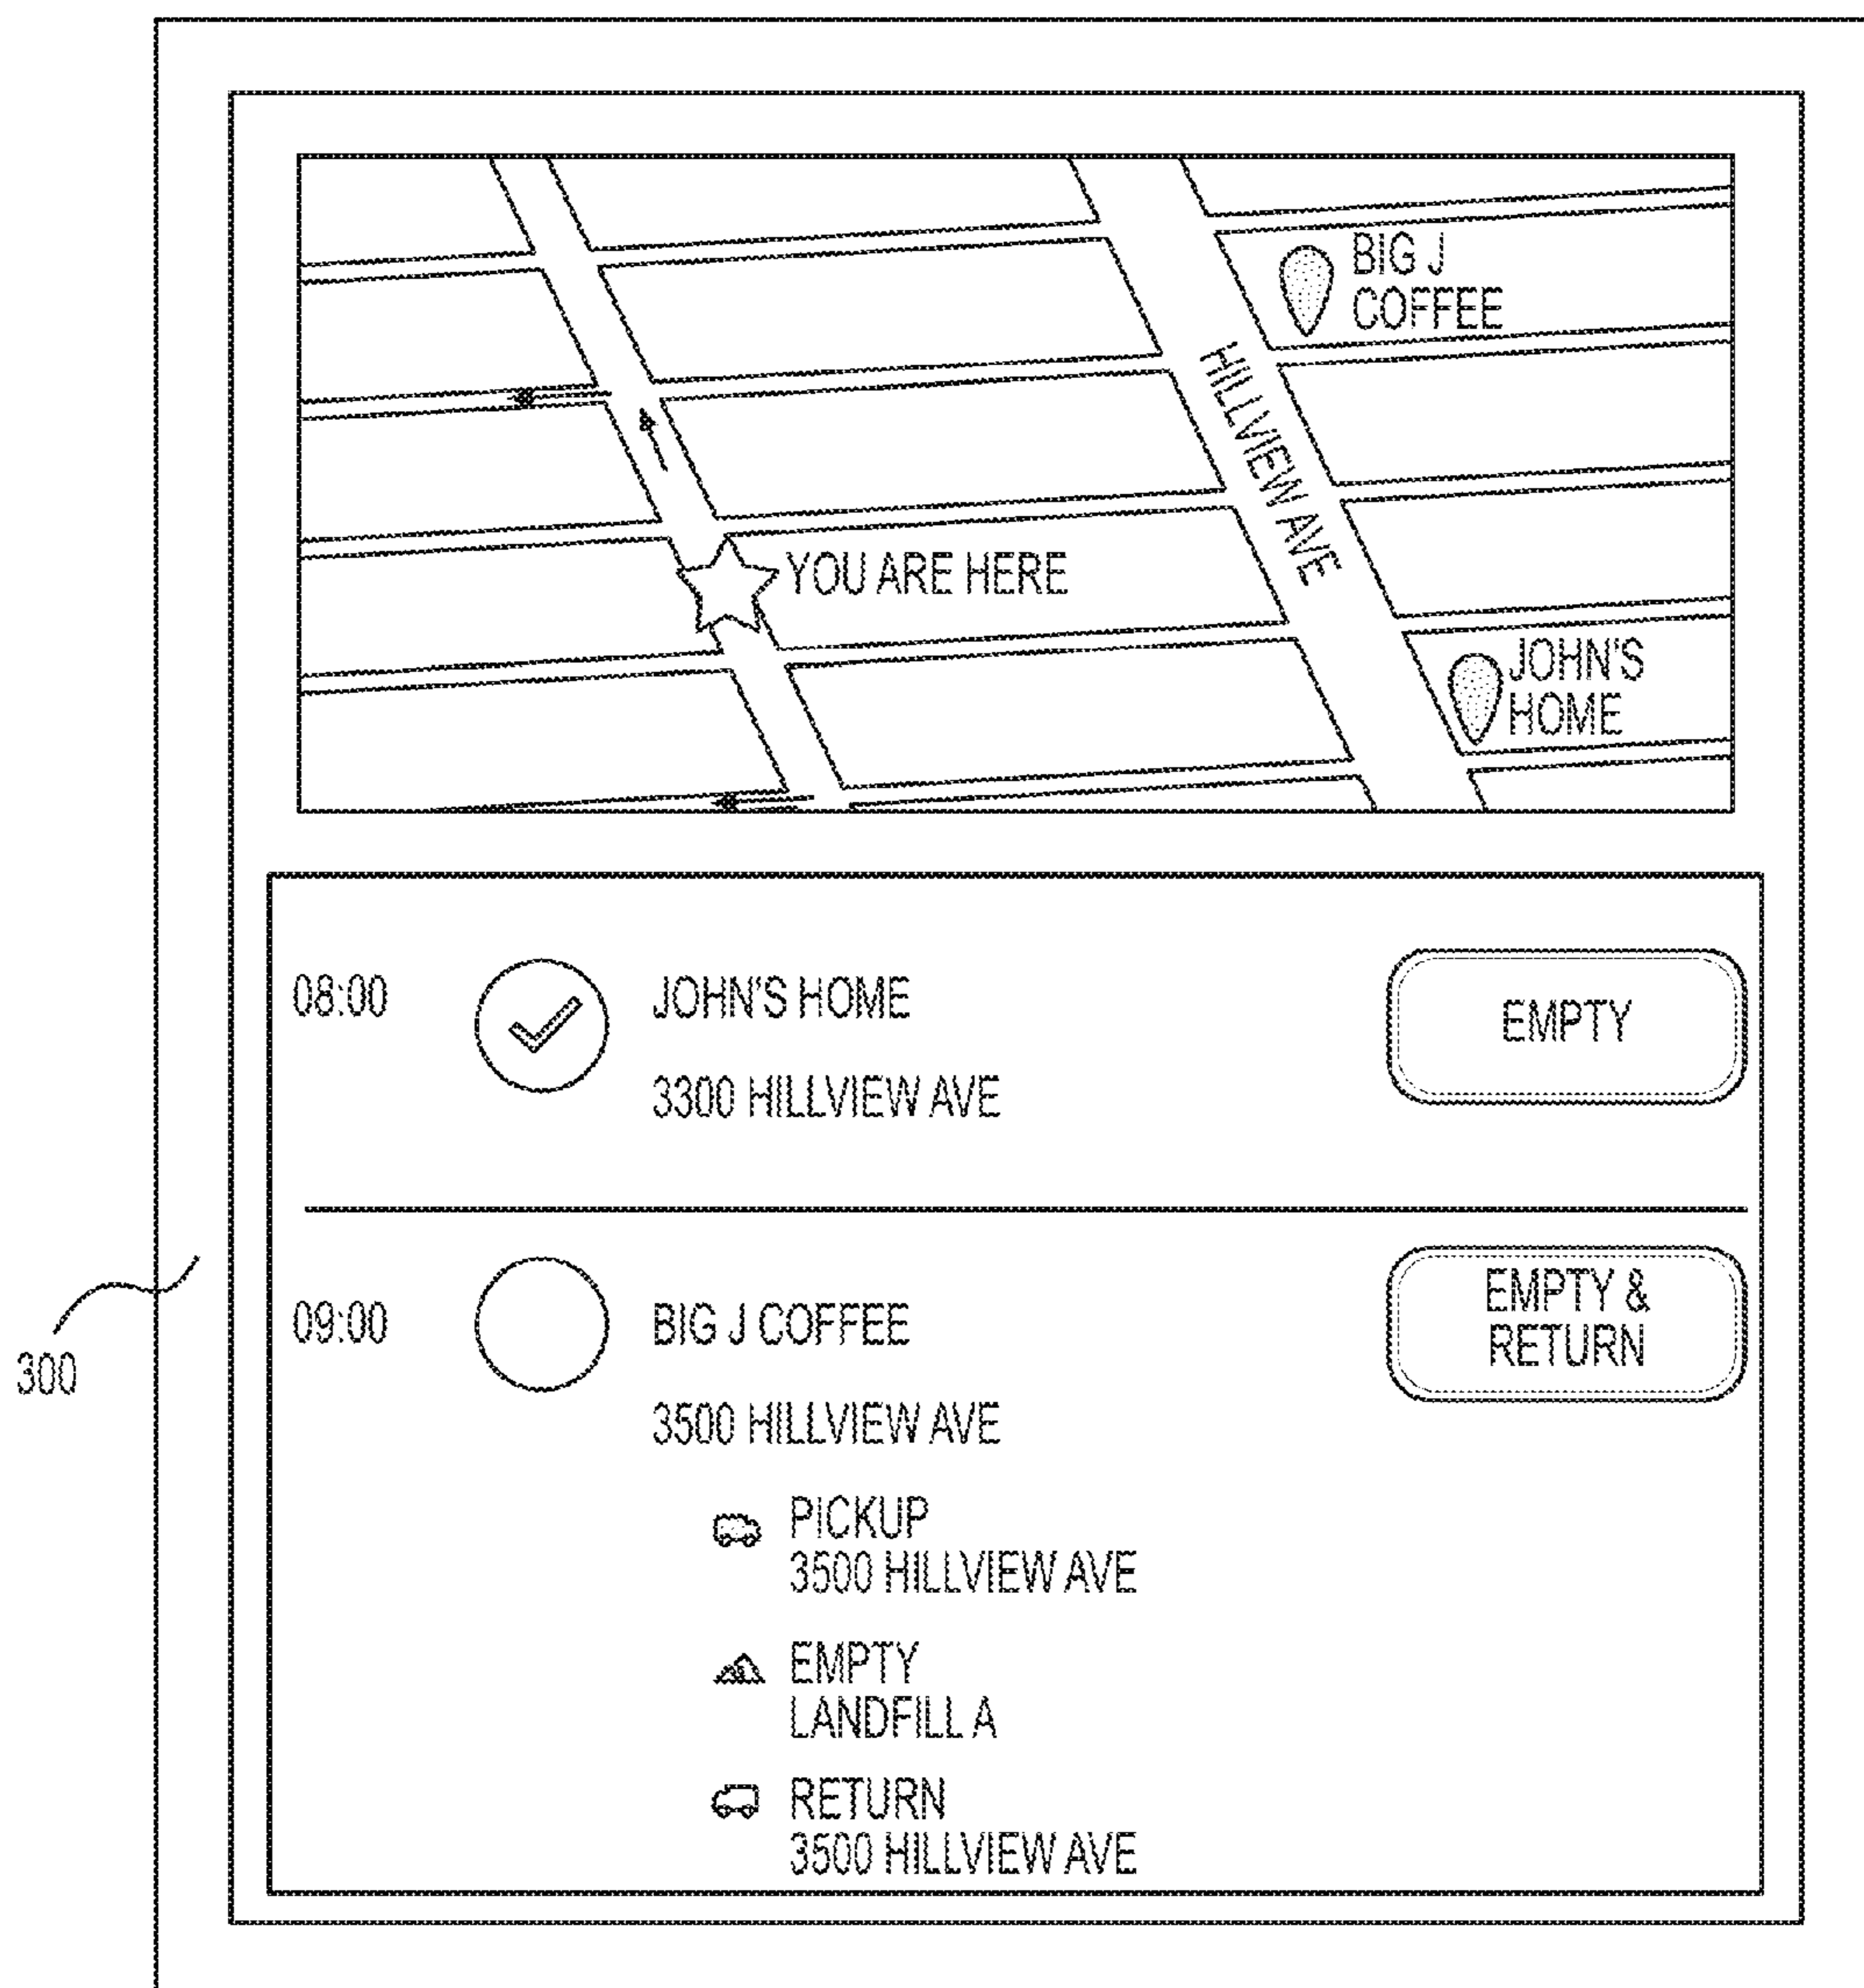 BIG J
COFFEE
HILLVIEW AVE
YOU ARE HERE
JOHN'S
HOME
08:00
JOHN'S HOME
EMPTY
3300 HILLVIEW AVE
09:00
BIG J COFFEE
EMPTY &
RETURN
3500 HILLVIEW AVE
PICKUP
3500 HILLVIEW AVE
EMPTY
LANDFILL A
RETURN
3500 HILLVIEW AVE
300